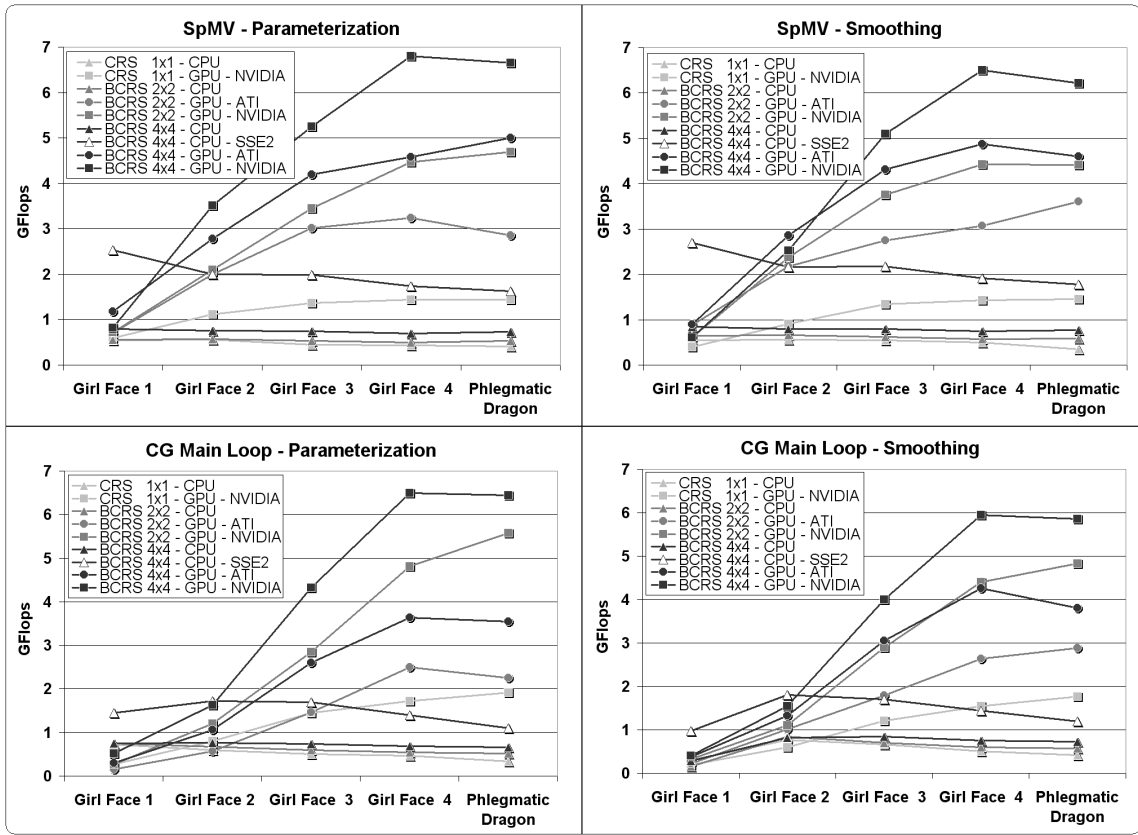 SpMV - Parameterization
7
6
5
4
3
2
1
0
GFlops
CRS 1x1 - CPU
CRS 1x1 - GPU - NVIDIA
BCRS 2x2 - CPU
BCRS 2x2 - GPU - ATI
BCRS 2x2 - GPU - NVIDIA
BCRS 4x4 - CPU
BCRS 4x4 - CPU - SSE2
BCRS 4x4 - GPU - ATI
BCRS 4x4 - GPU - NVIDIA
Girl Face 1 Girl Face 2 Girl Face 3 Girl Face 4 Phlegmatic
Dragon
SpMV - Smoothing
7
6
5
4
3
2
1
0
GFlops
CRS 1x1 - CPU
CRS 1x1 - GPU - NVIDIA
BCRS 2x2 - CPU
BCRS 2x2 - GPU - ATI
BCRS 2x2 - GPU - NVIDIA
BCRS 4x4 - CPU
BCRS 4x4 - CPU - SSE2
BCRS 4x4 - GPU - ATI
BCRS 4x4 - GPU - NVIDIA
Girl Face 1 Girl Face 2 Girl Face 3 Girl Face 4 Phlegmatic
Dragon
CG Main Loop - Parameterization
7
6
5
4
3
2
1
0
GFlops
CRS 1x1 - CPU
CRS 1x1 - GPU - NVIDIA
BCRS 2x2 - CPU
BCRS 2x2 - GPU - ATI
BCRS 2x2 - GPU - NVIDIA
BCRS 4x4 - CPU
BCRS 4x4 - CPU - SSE2
BCRS 4x4 - GPU - ATI
BCRS 4x4 - GPU - NVIDIA
Girl Face 1 Girl Face 2 Girl Face 3 Girl Face 4 Phlegmatic
Dragon
CG Main Loop - Smoothing
7
6
5
4
3
2
1
0
GFlops
CRS 1x1 - CPU
CRS 1x1 - GPU - NVIDIA
BCRS 2x2 - CPU
BCRS 2x2 - GPU - ATI
BCRS 2x2 - GPU - NVIDIA
BCRS 4x4 - CPU
BCRS 4x4 - CPU - SSE2
BCRS 4x4 - GPU - ATI
BCRS 4x4 - GPU - NVIDIA
Girl Face 1 Girl Face 2 Girl Face 3 Girl Face 4 Phlegmatic
Dragon